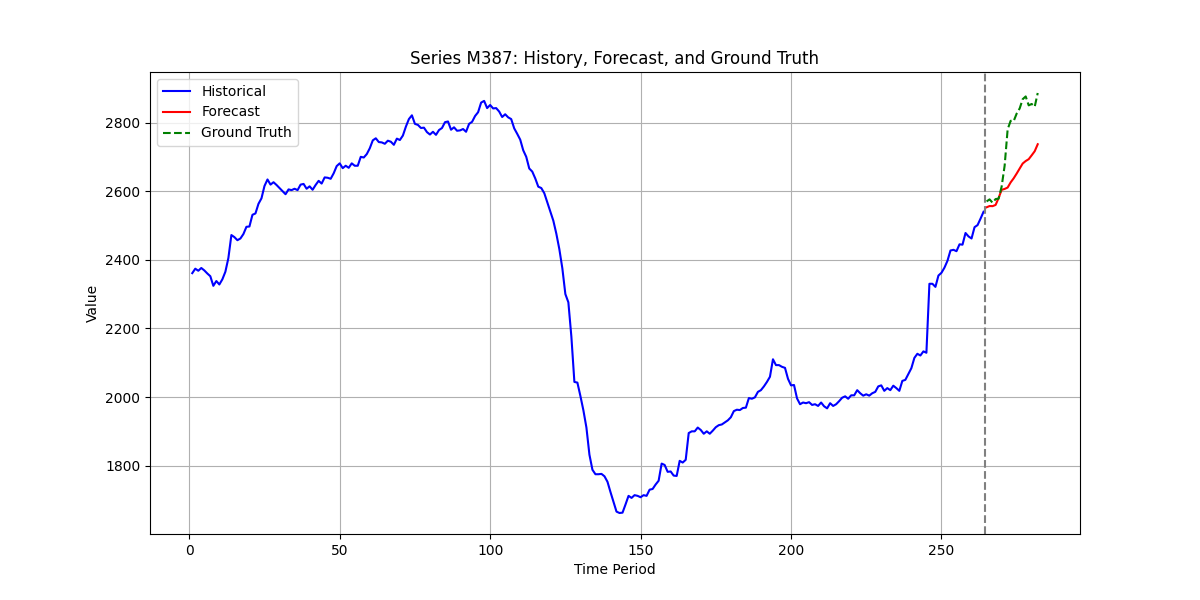 Series M387: History, Forecast, and Ground Truth
Historical
Forecast
Ground Truth
2800
2600
2400
2200
2000
1800
Value
0 50 100 150 200 250
Time Period